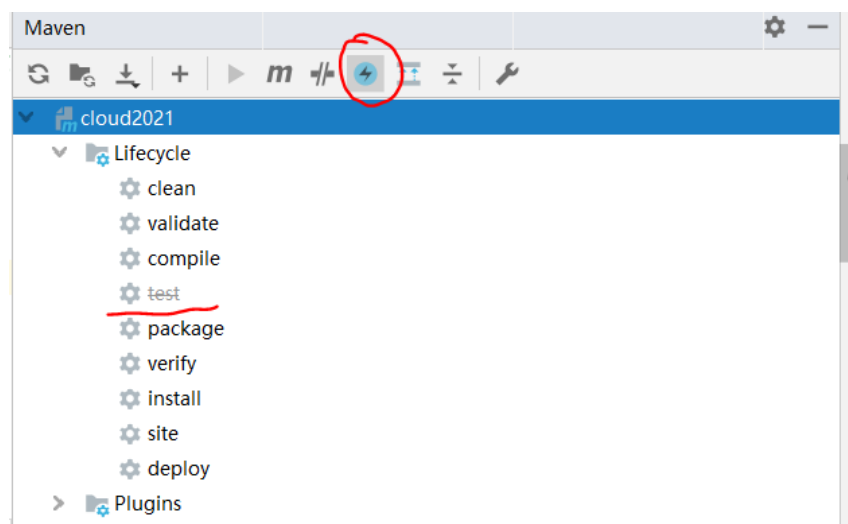 Maven
m
cloud2021
Lifecycle
clean
validate
compile
test
package
verify
install
site
deploy
Plugins